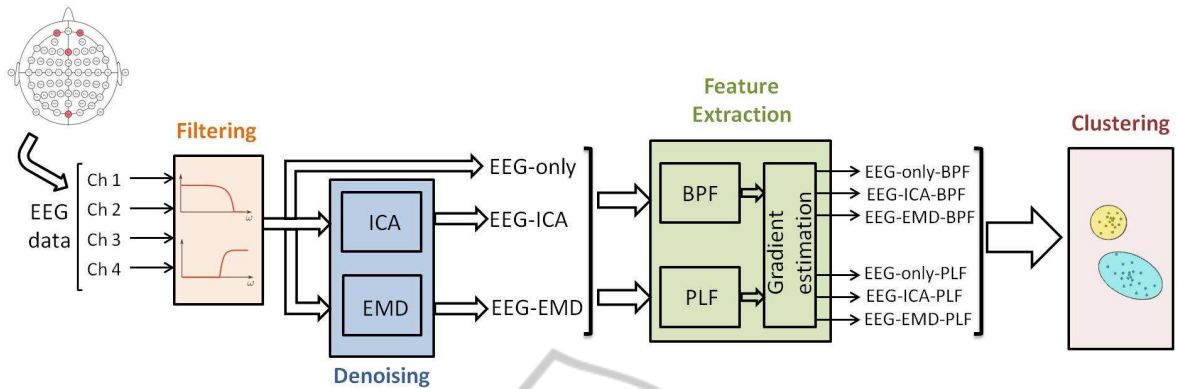 Feature
Extraction
Filtering
Clustering
EEG
data
Ch 1
Ch 2
Ch 3
Ch 4
ω
ω
EEG-only
ICA
EEG-ICA
EMD
EEG-EMD
Denoising
BPF
PLF
Gradient
estimation
EEG-only-BPF
EEG-ICA-BPF
EEG-EMD-BPF
EEG-only-PLF
EEG-ICA-PLF
EEG-EMD-PLF